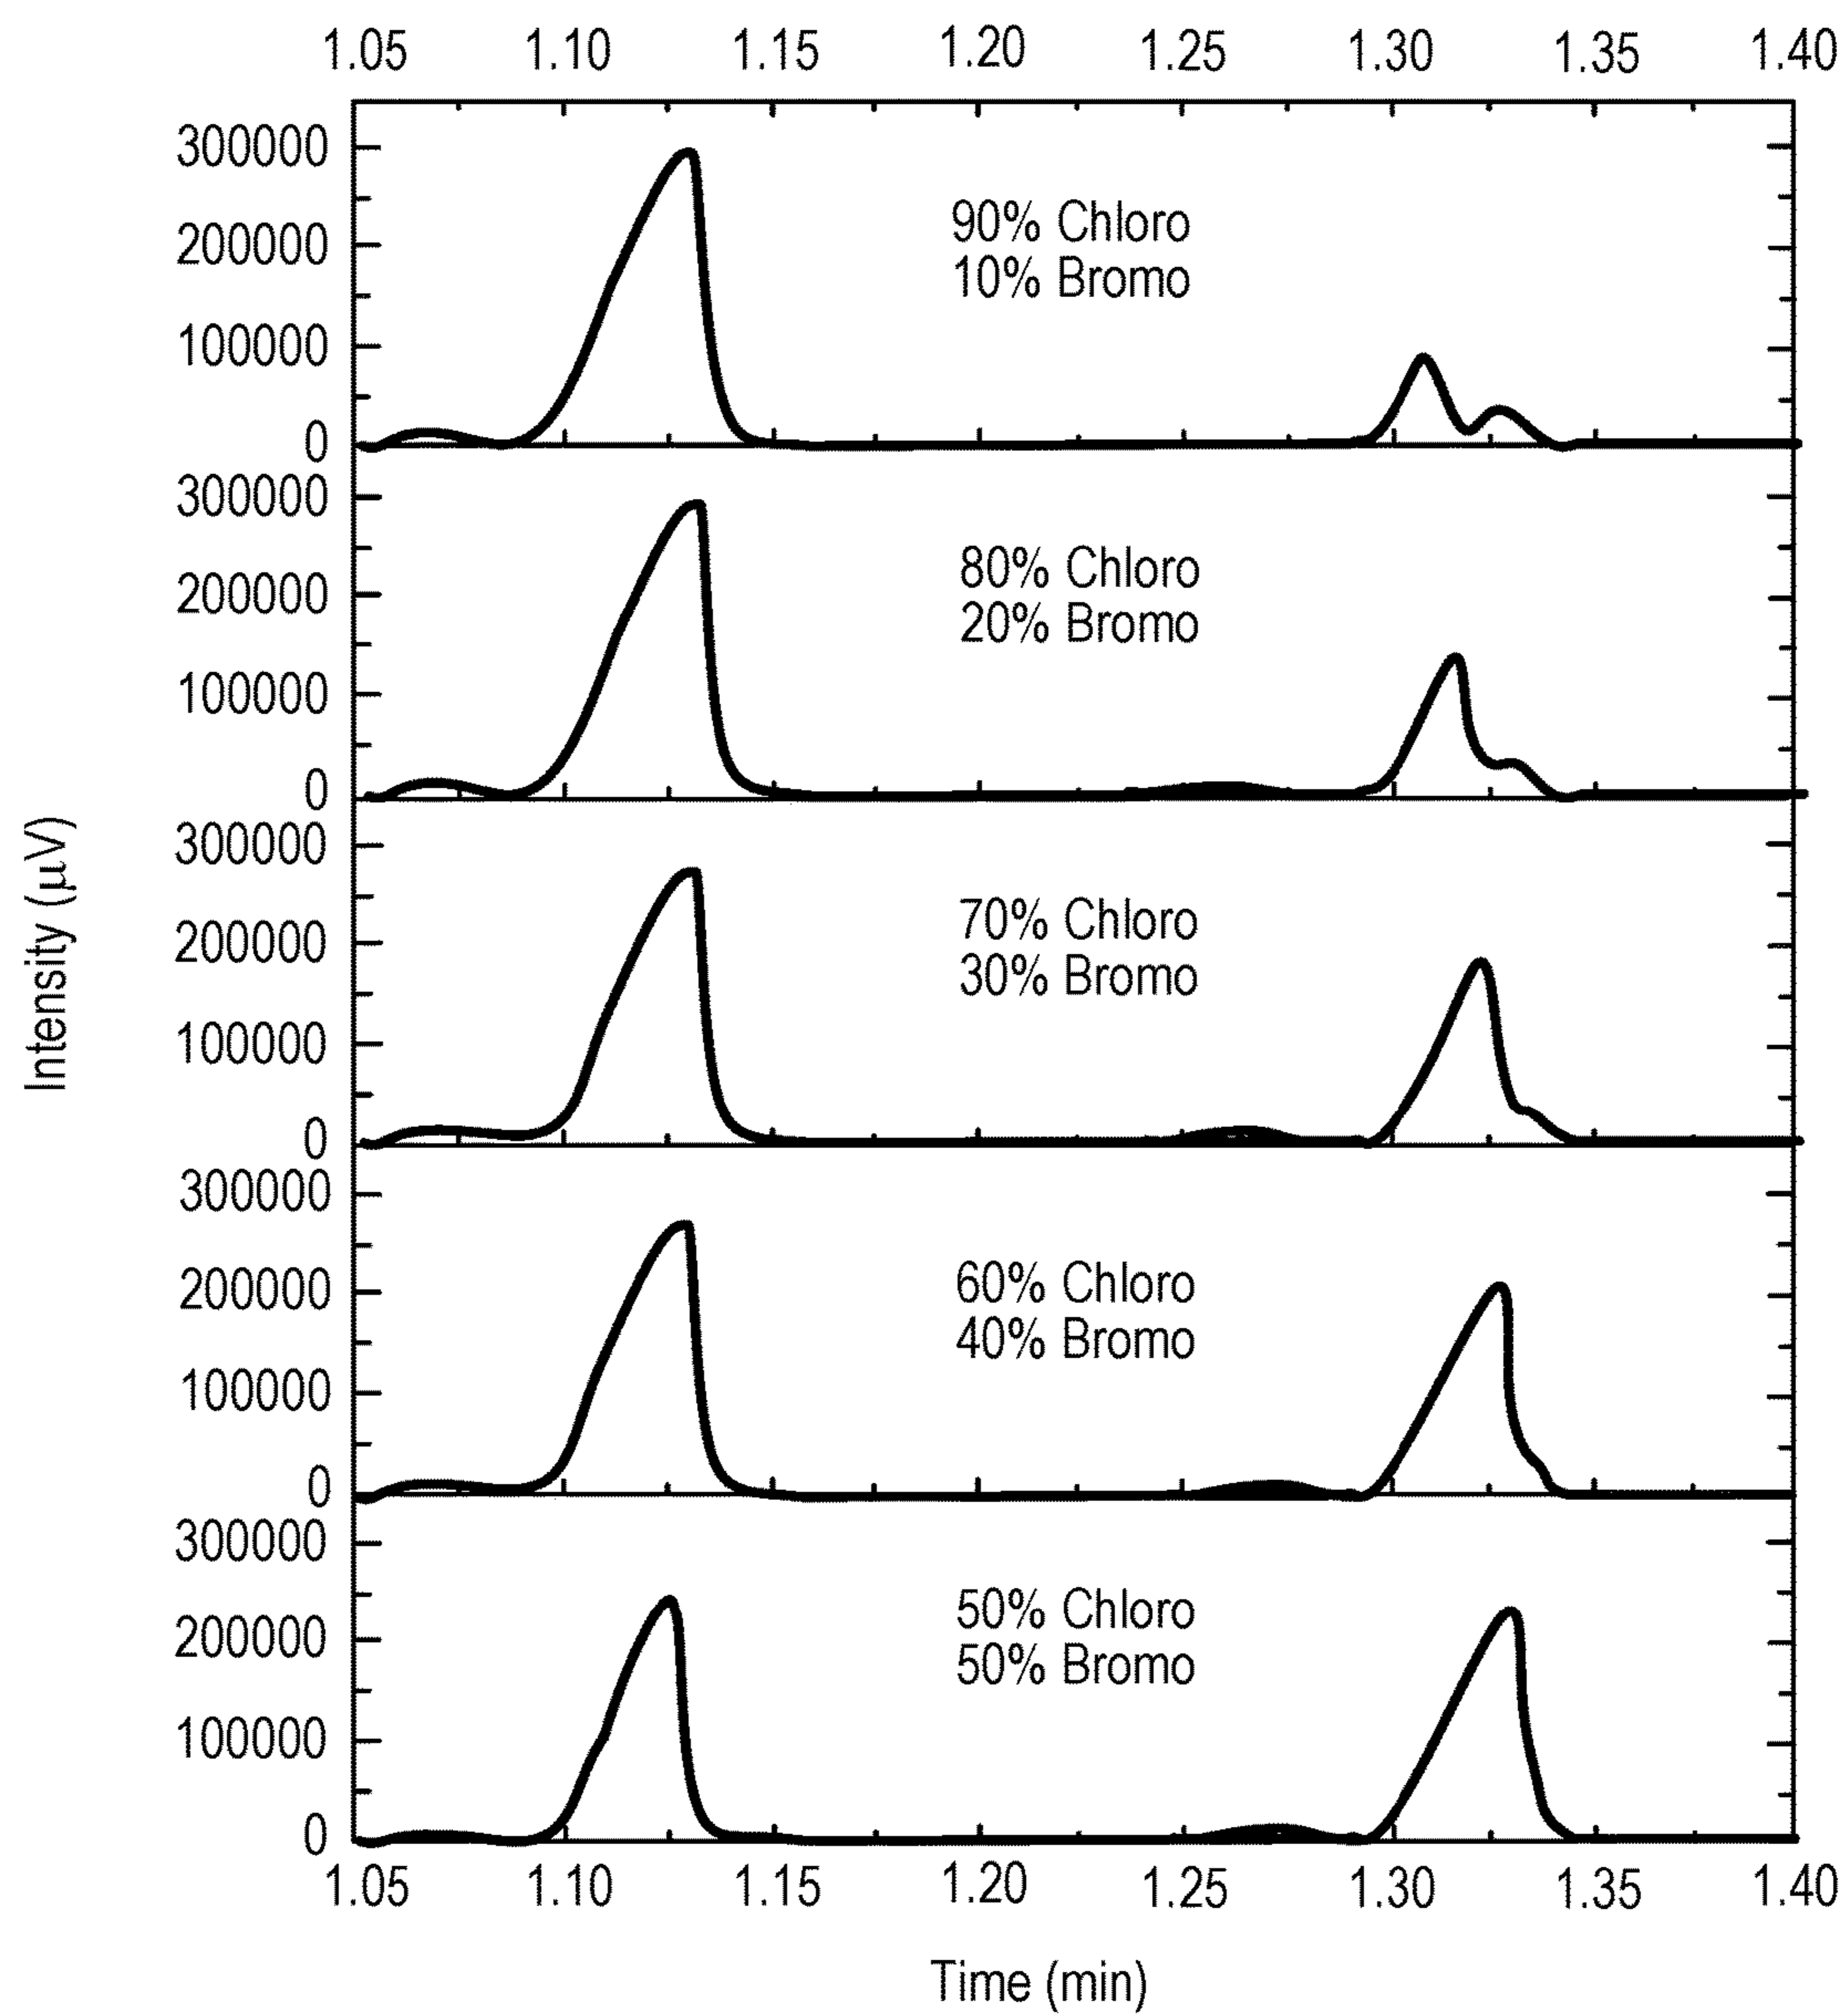 1.05 1.10 1.15 1.20 1.25 1.30 1.35 1.40
300000
200000
100000
0
90% Chloro
10% Bromo
300000
200000
100000
0
80% Chloro
20% Bromo
300000
200000
100000
0
70% Chloro
30% Bromo
300000
200000
100000
0
60% Chloro
40% Bromo
300000
200000
100000
0
50% Chloro
50% Bromo
Intensity (μV)
1.05 1.10 1.15 1.20 1.25 1.30 1.35 1.40
Time (min)